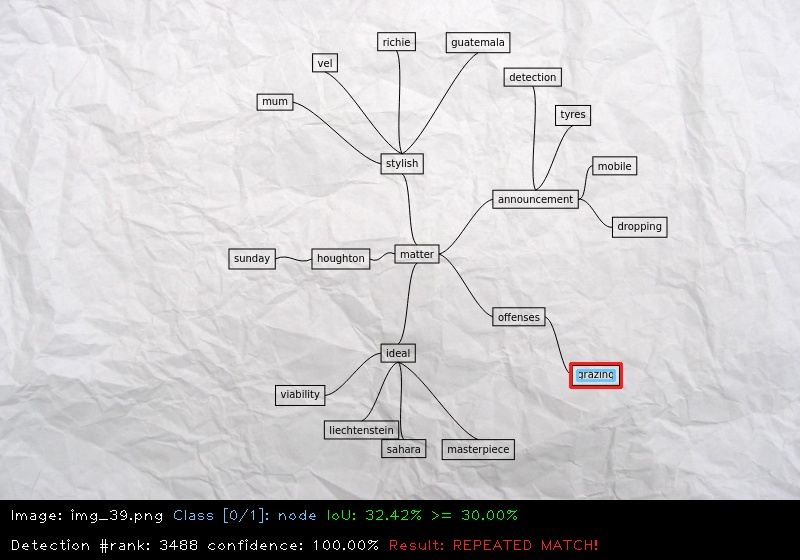 richie
guatemala
vel
detection
mum
tyres
stylish
mobile
announcement
dropping
matter
sunday
houghton
offenses
ideal
grazing
viability
liechtenstein
sahara
masterpiece
Image: img_39.png Class [0/1]: node IoU: 32.42% >= 30.00%
Detection #rank: 3488 confidence: 100.00% Result: REPEATED MATCH!